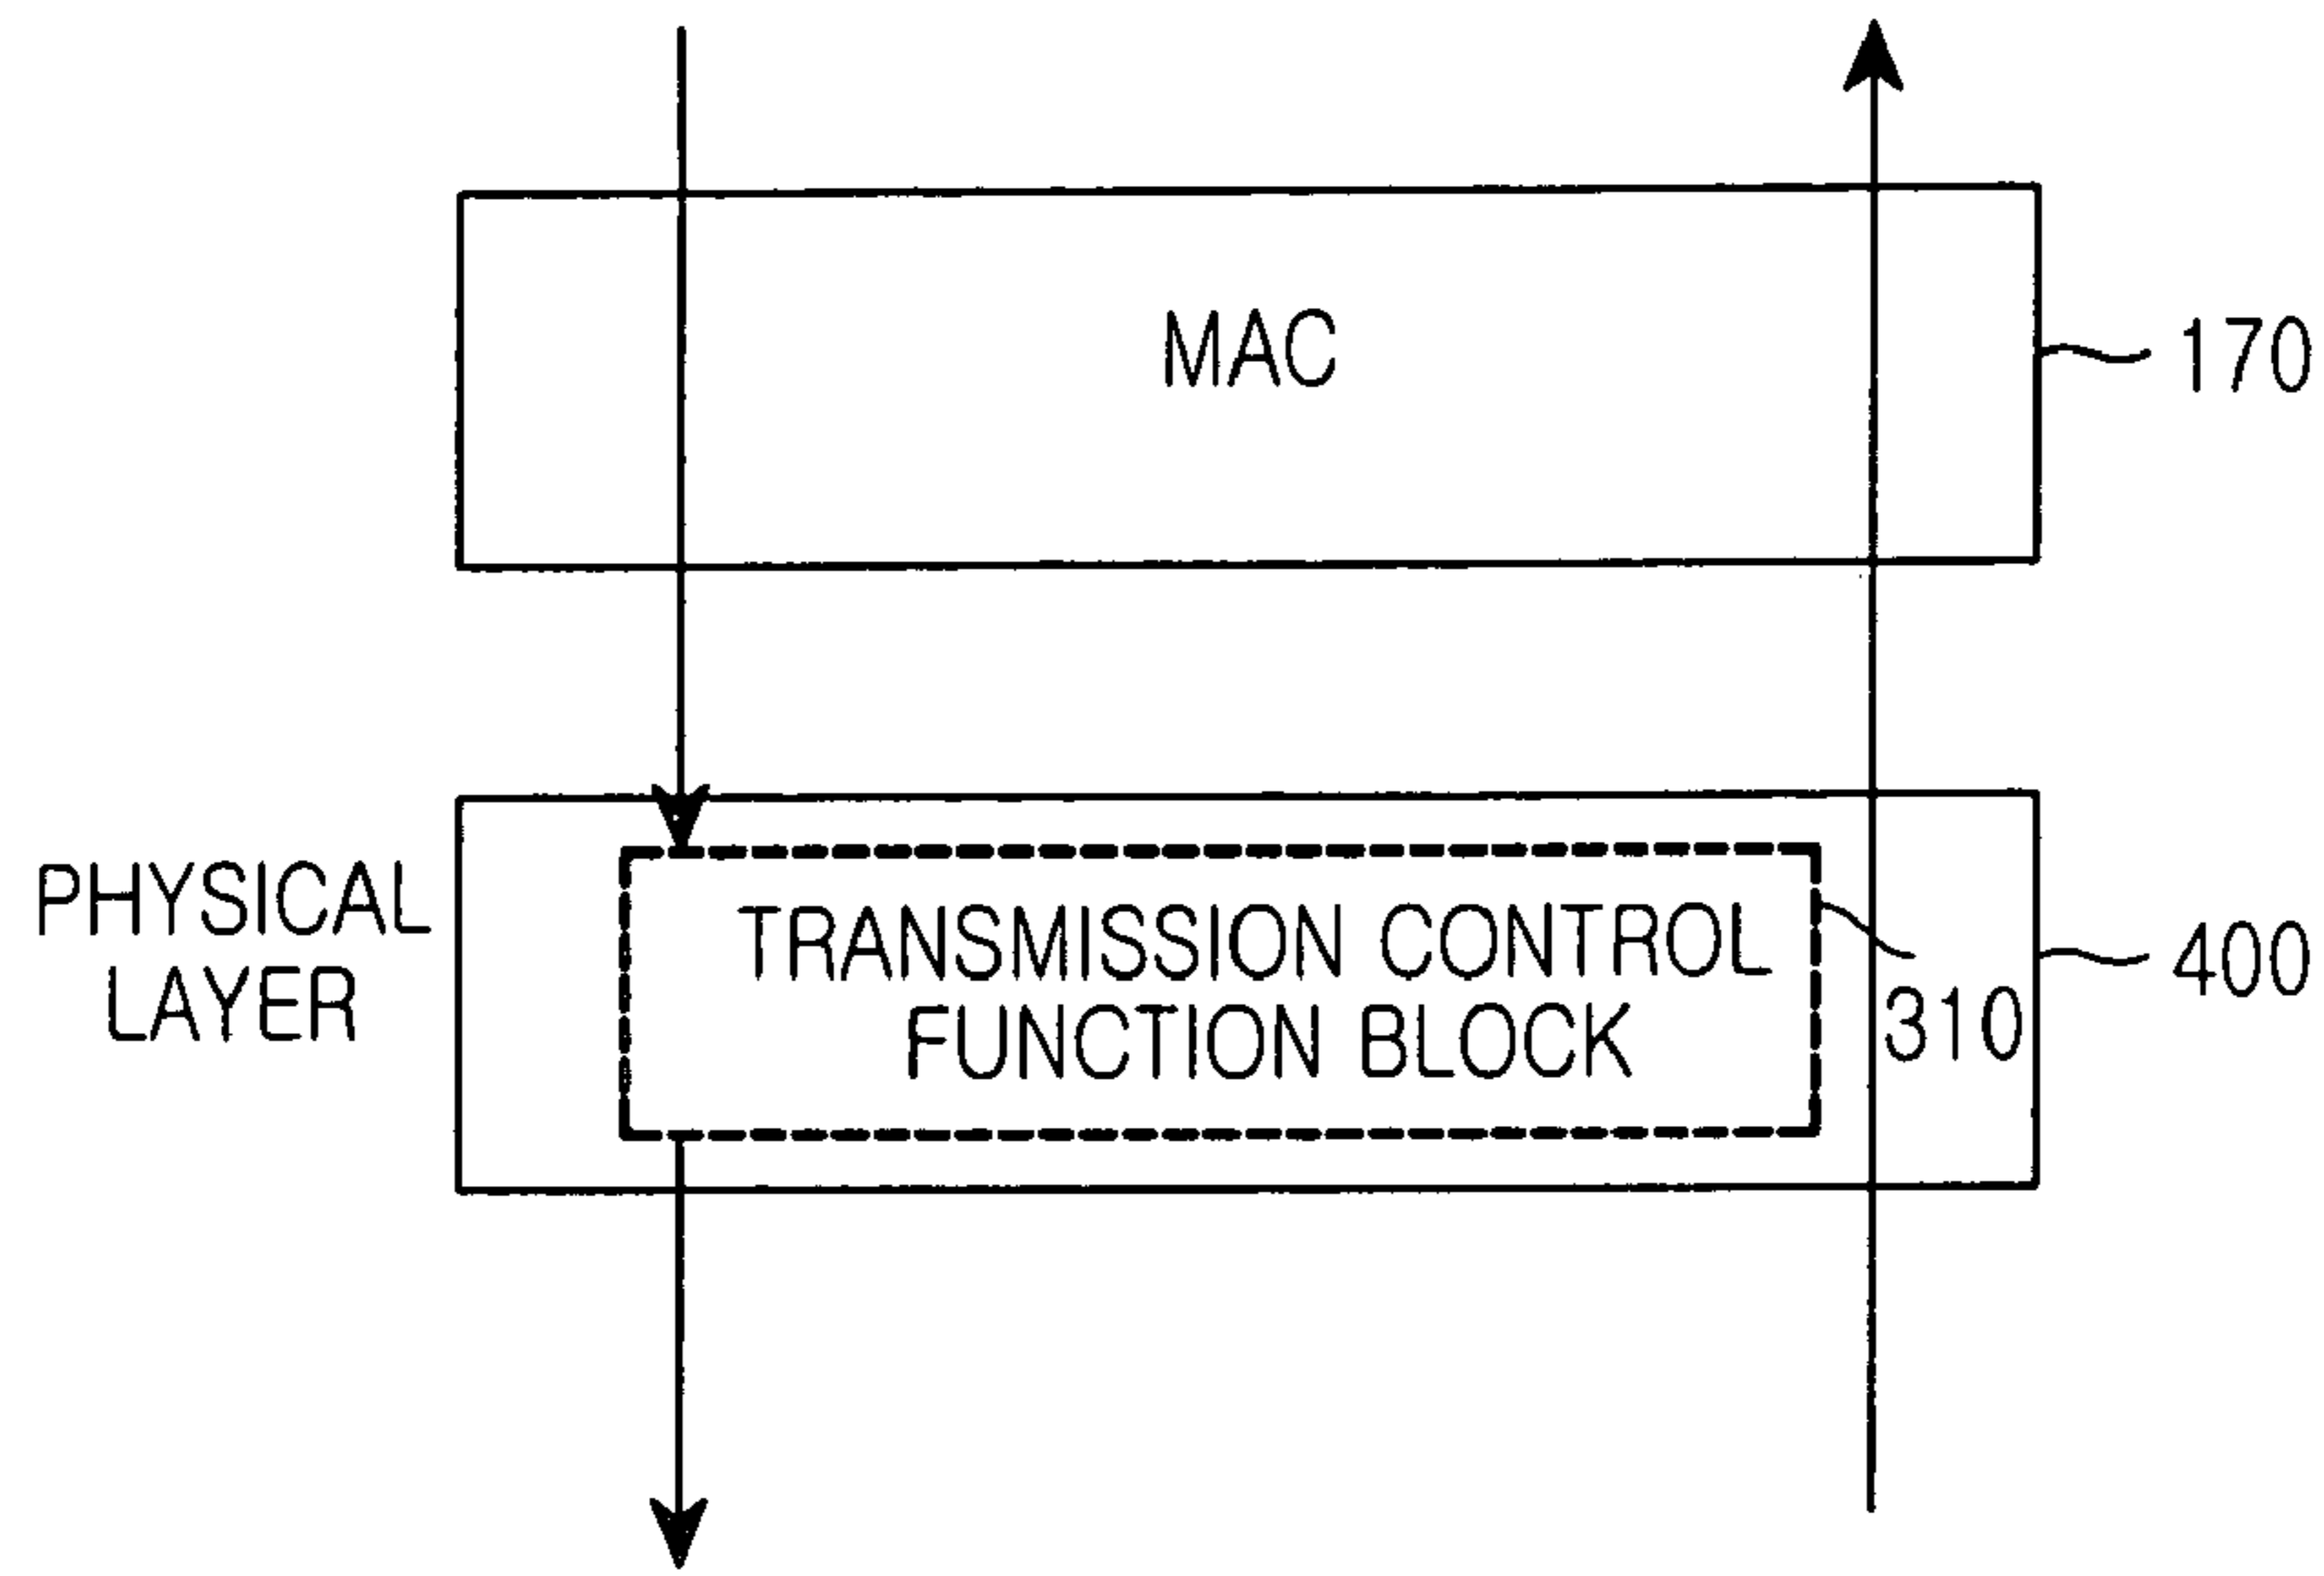 MAC
170
PHYSICAL
LAYER
TRANSMISSION CONTROL
FUNCTION BLOCK
310
400